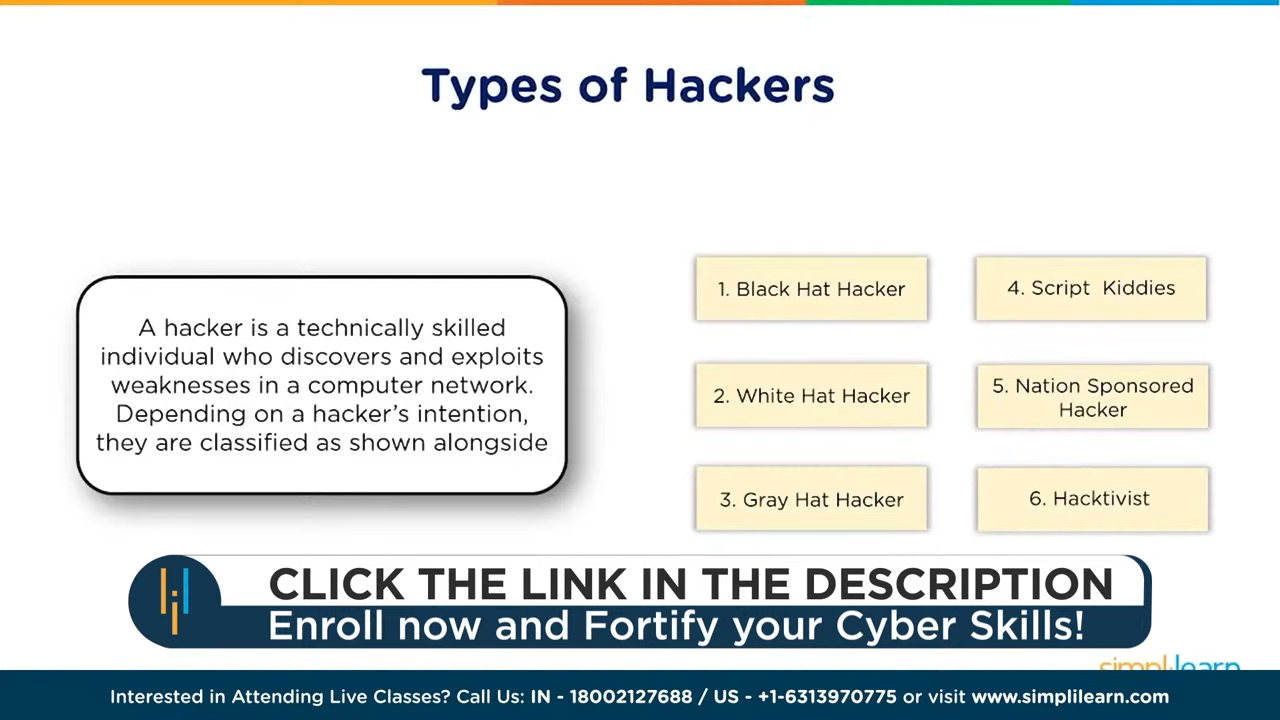 Types of Hackers
A hacker is a technically skilled
individual who discovers and exploits
weaknesses in a computer network.
Depending on a hacker's intention,
they are classified as shown alongside
1. Black Hat Hacker
4. Script Kiddies
2. White Hat Hacker
5. Nation Sponsored
Hacker
3. Gray Hat Hacker
6. Hacktivist
CLICK THE LINK IN THE DESCRIPTION
Enroll now and Fortify your Cyber Skills!
simplilearn
Interested in Attending Live Classes? Call Us: IN - 18002127688 / US - +1-6313970775 or visit www.simplilearn.com